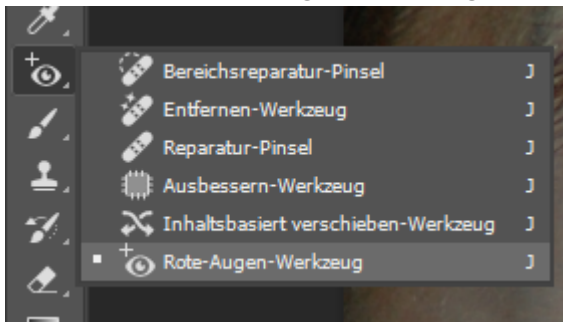 Bereichsreparatur-Pinsel J
Entfernen-Werkzeug J
Reparatur-Pinsel J
Ausbessern-Werkzeug J
Inhaltsbasiert verschieben-Werkzeug J
Rote-Augen-Werkzeug J